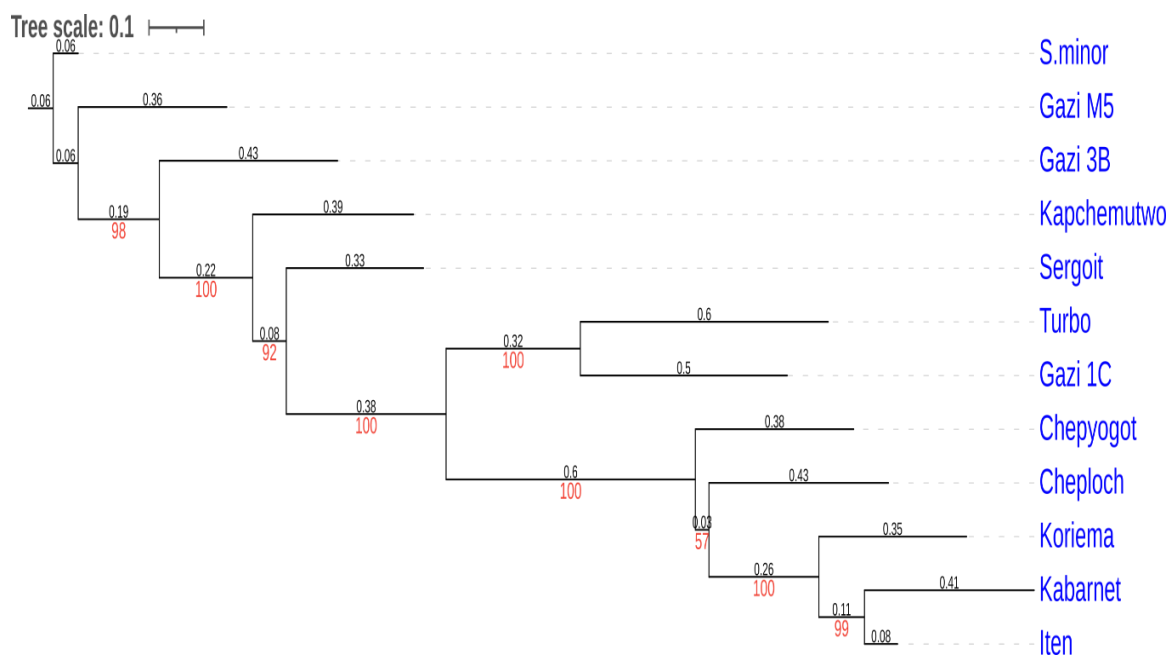 Tree scale: 0.1
0.06
S.minor
0.06
0.36
Gazi M5
0.06
0.43
Gazi 3B
0.19
98
0.39
Kapchemutwo
0.22
100
0.33
Sergoit
0.08
92
0.6
Turbo
0.32
100
0.5
Gazi 1C
0.38
100
0.38
Chepyogot
0.6
100
0.43
Cheploch
0.03
57
0.35
Koriema
0.26
100
0.41
Kabarnet
0.11
99
0.08
Iten